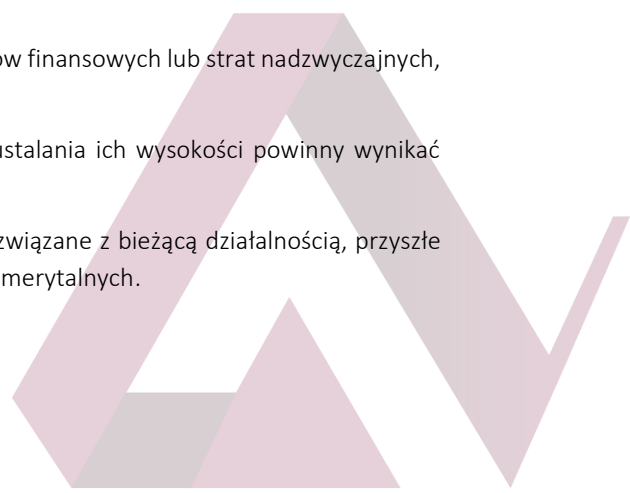 ów finansowych lub strat nadzwyczajnych,
ustalania ich wysokości powinny wynikać
związane z bieżącą działalnością, przyszłe
merytalnych.